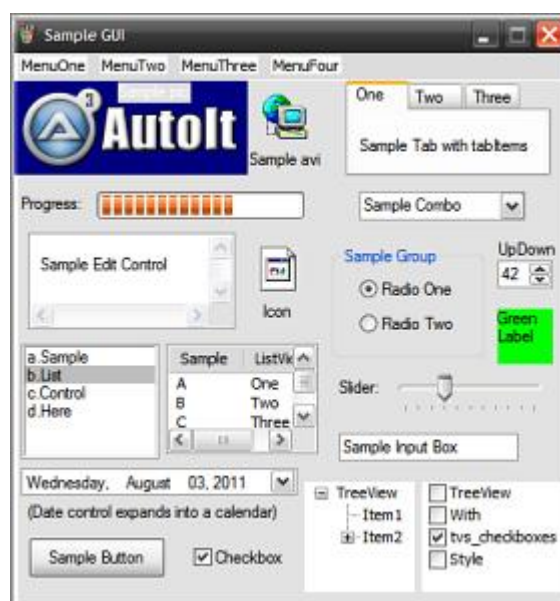 Sample GUI
MenuOne MenuTwo MenuThree MenuFour
3
AutoIt
Sample avi
One Two Three
Sample Tab with tabItems
Progress:
Sample Combo
Sample Edit Control
Icon
Sample Group
Radio One
Radio Two
UpDown
42
Green
Label
a.Sample
b.List
c.Control
d.Here
Sample ListVi
A One
B Two
C Three
Slider:
Sample Input Box
Wednesday, August 03, 2011
(Date control expands into a calendar)
Sample Button
Checkbox
TreeView
Item1
Item2
TreeView
With
tvs_checkboxes
Style